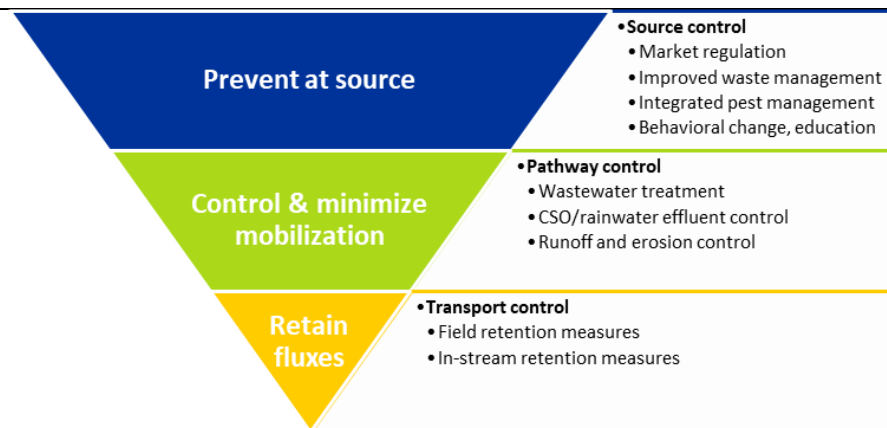 Prevent at source
•Source control
•Market regulation
•Improved waste management
•Integrated pest management
•Behavioral change, education
Control & minimize
mobilization
•Pathway control
•Wastewater treatment
•CSO/rainwater effluent control
•Runoff and erosion control
Retain
fluxes
•Transport control
•Field retention measures
•In-stream retention measures